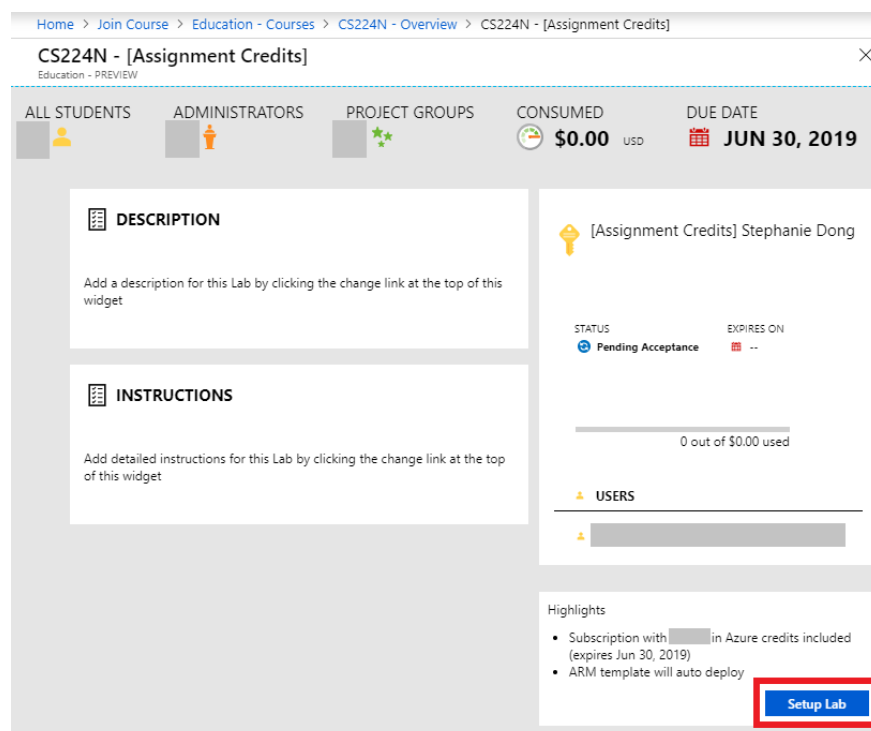 Home > Join Course > Education - Courses > CS224N - Overview > CS224N - [Assignment Credits]
CS224N - [Assignment Credits]
Education - PREVIEW
ALL STUDENTS ADMINISTRATORS PROJECT GROUPS CONSUMED DUE DATE
$0.00 USD JUN 30, 2019
DESCRIPTION
Add a description for this Lab by clicking the change link at the top of this
widget
INSTRUCTIONS
Add detailed instructions for this Lab by clicking the change link at the top
of this widget
[Assignment Credits] Stephanie Dong
STATUS EXPIRES ON
Pending Acceptance --
0 out of $0.00 used
USERS
Highlights
• Subscription with in Azure credits included
(expires Jun 30, 2019)
• ARM template will auto deploy
Setup Lab